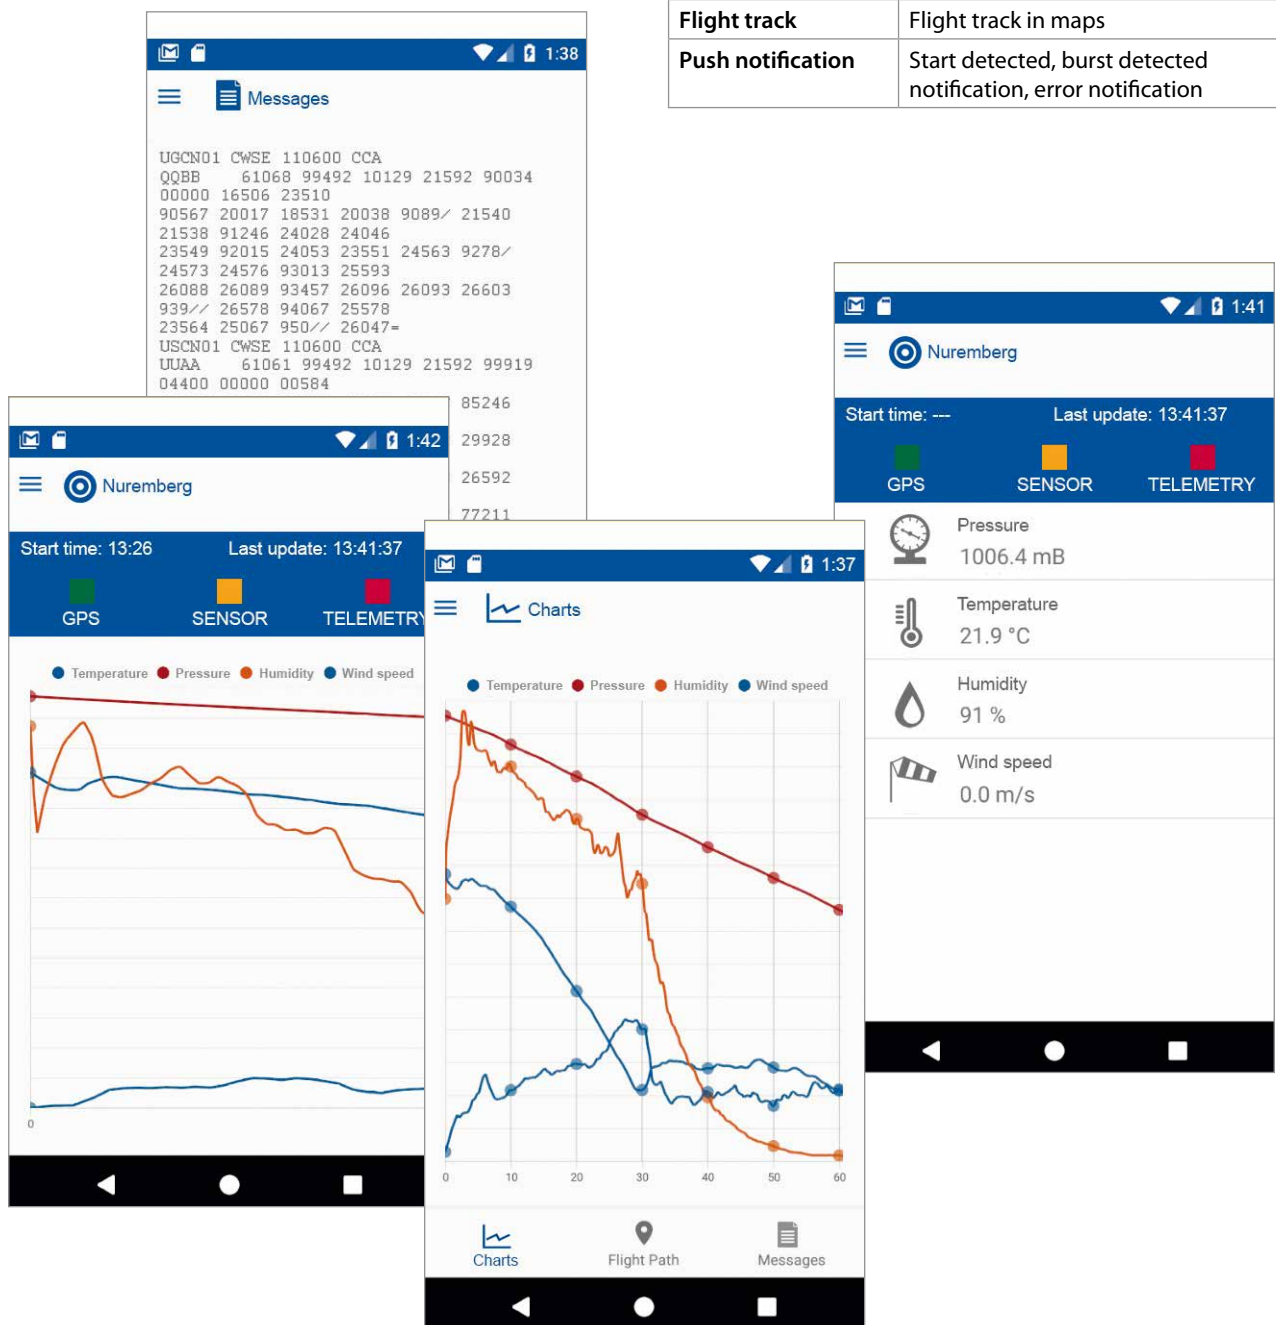 Flight track Flight track in maps
Push notification Start detected, burst detected
notification, error notification
1:38
Messages
UGCN01 CWSE 110600 CCA
QQBB 61068 99492 10129 21592 90034
00000 16506 23510
90567 20017 18531 20038 9089/ 21540
21538 91246 24028 24046
23549 92015 24053 23551 24563 9278/
24573 24576 93013 25593
26088 26089 93457 26096 26093 26603
939// 26578 94067 25578
23564 25067 950// 26047=
USCN01 CWSE 110600 CCA
UUAA 61061 99492 10129 21592 99919
04400 00000 00584
85246
29928
26592
77211
1:42
Nuremberg
Start time: 13:26 Last update: 13:41:37
GPS SENSOR TELEMETRY
Temperature Pressure Humidity Wind speed
0
1:37
Charts
Temperature Pressure Humidity Wind speed
0 10 20 30 40 50 60
Charts Flight Path Messages
1:41
Nuremberg
Start time: --- Last update: 13:41:37
GPS SENSOR TELEMETRY
Pressure
1006.4 mB
Temperature
21.9 °C
Humidity
91 %
Wind speed
0.0 m/s